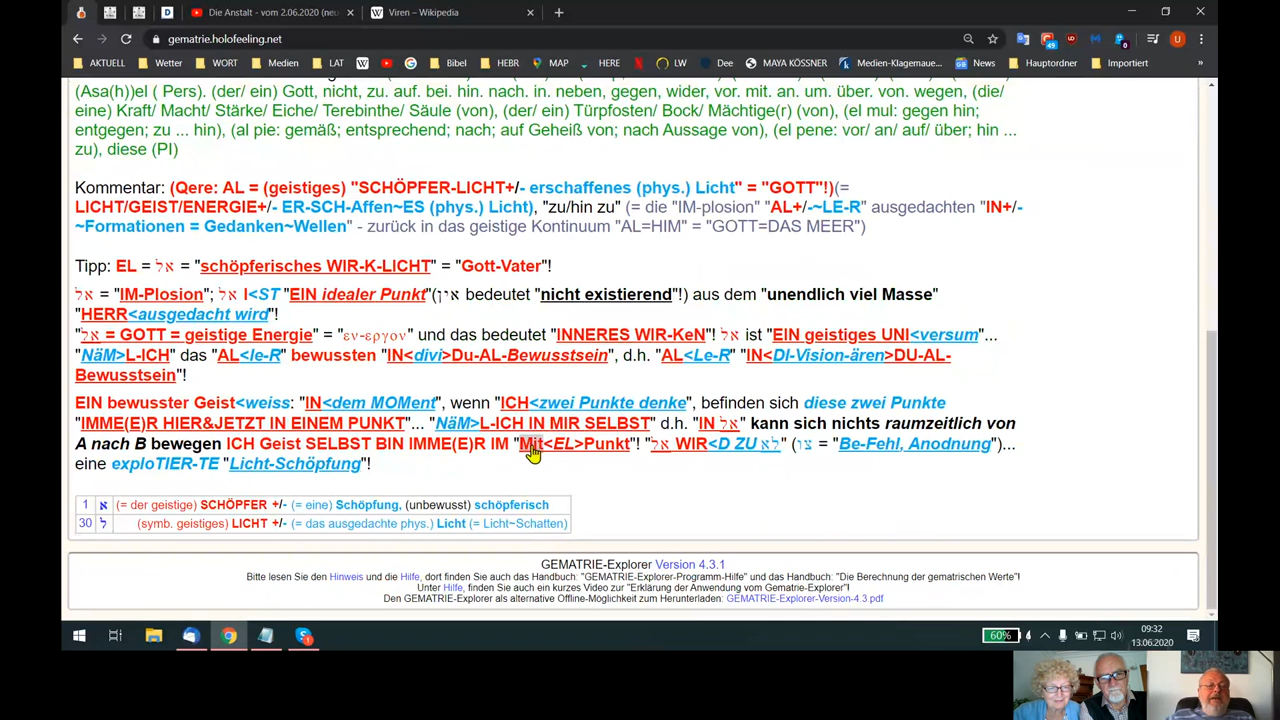 Die Anstalt - vom 2.06.2020 (neu
Viren – Wikipedia
gematrie.holofeeling.net
AKTUELL
Wetter
WORT
Medien
LAT
Bibel
HEBR
MAP
HERE
LW
Dee
MAYA KÖSSNER
Medien-Klagemaue...
News
Hauptordner
Importiert
(Asa(h))el ( Pers). (der/ ein) Gott, nicht, zu. auf. bei. hin. nach. in. neben, gegen, wider, vor. mit. an. um. über. von. wegen, (die/
eine) Kraft/ Macht/ Stärke/ Eiche/ Terebinthe/ Säule (von), (der/ ein) Türpfosten/ Bock/ Mächtige(r) (von), (el mul: gegen hin;
entgegen; zu ... hin), (al pie: gemäß; entsprechend; nach; auf Geheiß von; nach Aussage von), (el pene: vor/ an/ auf/ über; hin ...
zu), diese (PI)
Kommentar: (Qere: AL = (geistiges) "SCHÖPFER-LICHT+/- erschaffenes (phys.) Licht" = "GOTT"!)(=
LICHT/GEIST/ENERGIE+/- ER-SCH-Affen~ES (phys.) Licht), "zu/hin zu" (= die "IM-plosion" "AL+/-~LE-R" ausgedachten "IN+/-
~Formationen = Gedanken~Wellen" - zurück in das geistige Kontinuum "AL=HIM" = "GOTT=DAS MEER")
Tipp: EL = אל = "schöpferisches WIR-K-LICHT" = "Gott-Vater"!
אל = "IM-Plosion"; אל I<ST "EIN idealer Punkt"(אין bedeutet "nicht existierend"!) aus dem "unendlich viel Masse"
"HERR<ausgedacht wird"!
"אל = GOTT = geistige Energie" = "εν-εργον" und das bedeutet "INNERES WIR-KeN"! אל ist "EIN geistiges UNI<versum"...
"NäM>L-ICH" das "AL<le-R" bewussten "IN<divi>Du-AL-Bewusstsein", d.h. "AL<Le-R" "IN<DI-Vision-ären>DU-AL-
Bewusstsein"!
EIN bewusster Geist<weiss: "IN<dem MOMent", wenn "ICH<zwei Punkte denke", befinden sich diese zwei Punkte
"IMME(E)R HIER&JETZT IN EINEM PUNKT"... "NäM>L-ICH IN MIR SELBST" d.h. "IN אל" kann sich nichts raumzeitlich von
A nach B bewegen ICH Geist SELBST BIN IMME(E)R IM "Mit<EL>Punkt"! "אל WIR<D ZU לא" (צו = "Be-Fehl, Anodnung")...
eine exploTIER-TE "Licht-Schöpfung"!
1 א (= der geistige) SCHÖPFER +/- (= eine) Schöpfung, (unbewusst) schöpferisch
30 ל (symb. geistiges) LICHT +/- (= das ausgedachte phys.) Licht (= Licht~Schatten)
GEMATRIE-Explorer Version 4.3.1
Bitte lesen Sie den Hinweis und die Hilfe, dort finden Sie auch das Handbuch: "GEMATRIE-Explorer-Programm-Hilfe" und das Handbuch: "Die Berechnung der gematrischen Werte"!
Unter Hilfe, finden Sie auch ein kurzes Video zur "Erklärung der Anwendung vom Gematrie-Explorer"!
Den GEMATRIE-Explorer als alternative Offline-Möglichkeit zum Herunterladen: GEMATRIE-Explorer-Version-4.3 pdf
60%
09:32
13.06.2020